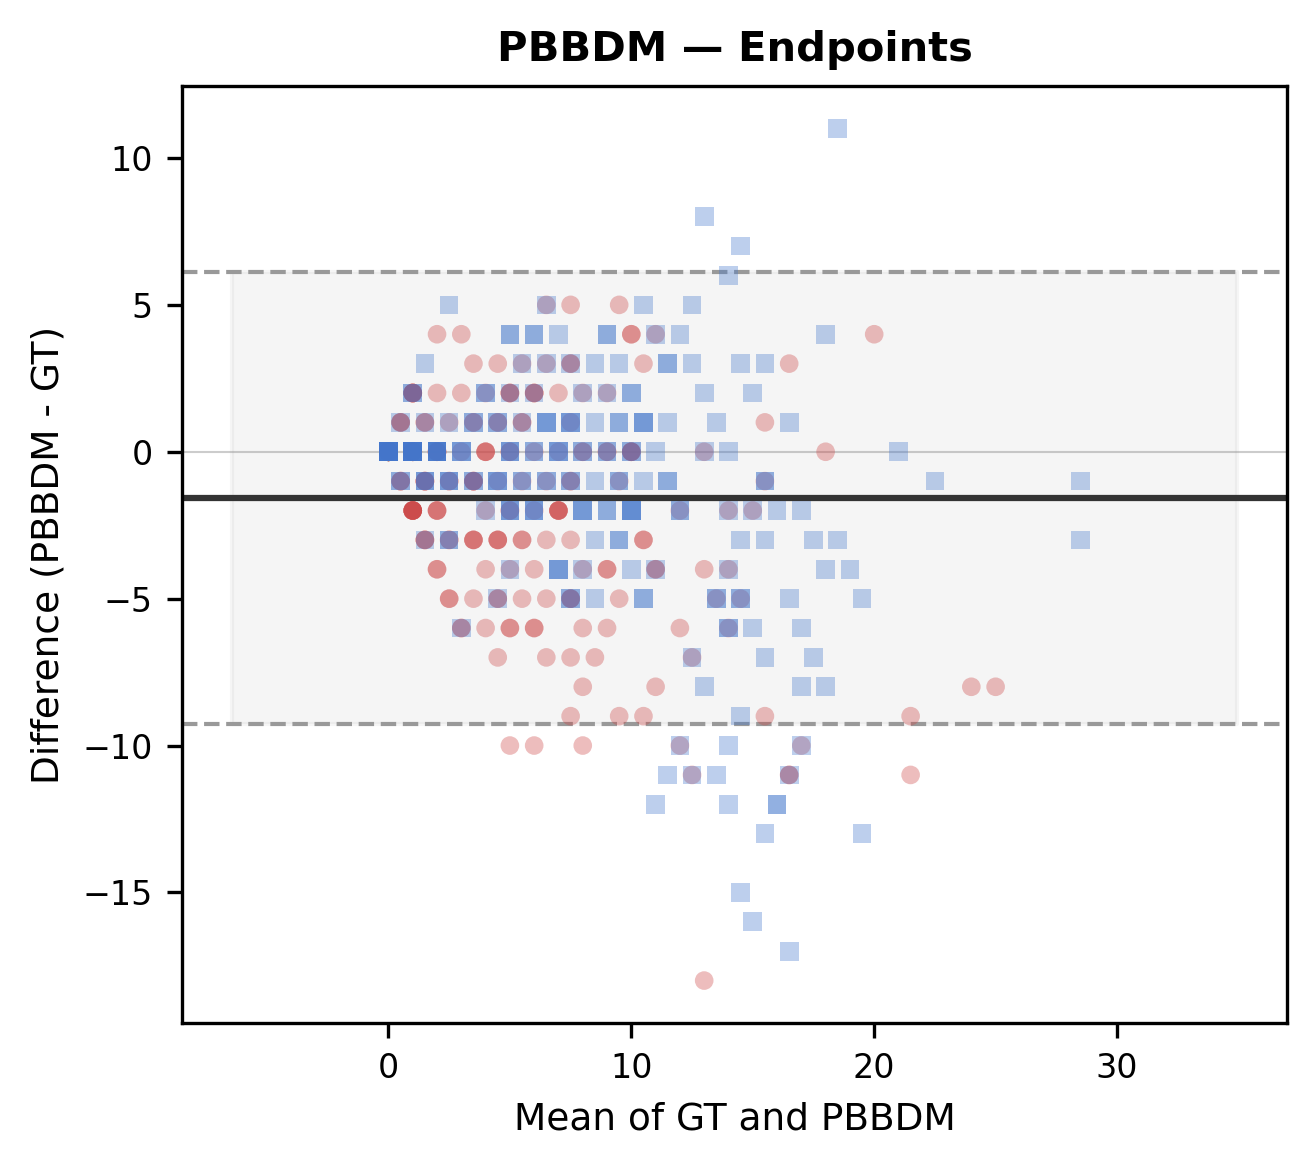 PBBDM — Endpoints
Difference (PBBDM - GT)
10
5
0
−5
−10
−15
0 10 20 30
Mean of GT and PBBDM